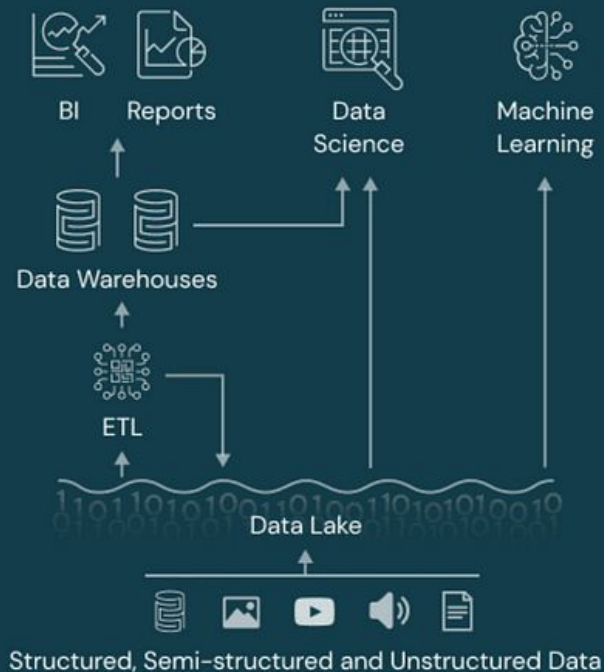 BI Reports
Data
Science
Machine
Learning
Data Warehouses
ETL
Data Lake
Structured, Semi-structured and Unstructured Data